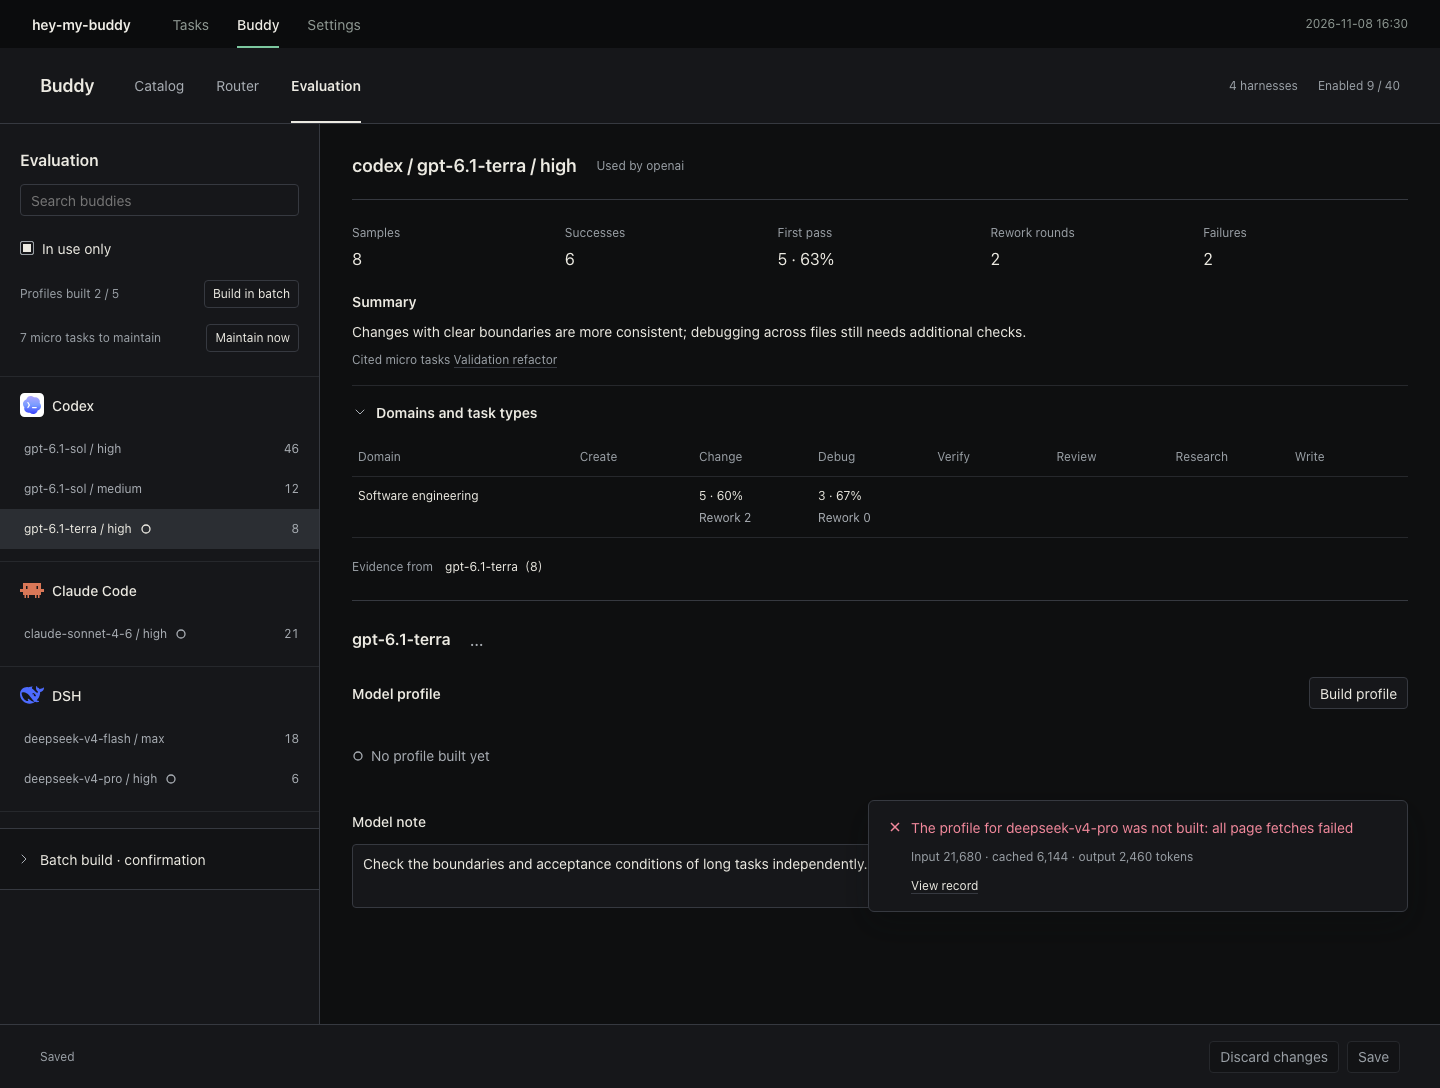 hey-my-buddy Tasks Buddy Settings 2026-11-08 16:30
Buddy Catalog Router Evaluation 4 harnesses Enabled 9 / 40
Evaluation
Search buddies
In use only
Profiles built 2 / 5 Build in batch
7 micro tasks to maintain Maintain now
Codex
gpt-6.1-sol / high 46
gpt-6.1-sol / medium 12
gpt-6.1-terra / high 8
Claude Code
claude-sonnet-4-6 / high 21
DSH
deepseek-v4-flash / max 18
deepseek-v4-pro / high 6
Batch build · confirmation
codex / gpt-6.1-terra / high Used by openai
Samples Successes First pass Rework rounds Failures
8 6 5 · 63% 2 2
Summary
Changes with clear boundaries are more consistent; debugging across files still needs additional checks.
Cited micro tasks Validation refactor
Domains and task types
Domain Create Change Debug Verify Review Research Write
Software engineering 5 · 60% 3 · 67%
Rework 2 Rework 0
Evidence from gpt-6.1-terra (8)
gpt-6.1-terra ...
Model profile Build profile
No profile built yet
Model note
Check the boundaries and acceptance conditions of long tasks independently.
The profile for deepseek-v4-pro was not built: all page fetches failed
Input 21,680 · cached 6,144 · output 2,460 tokens
View record
Saved Discard changes Save